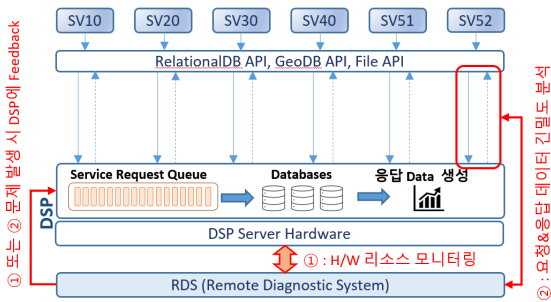 SV10 SV20 SV30 SV40 SV51 SV52
RelationalDB API, GeoDB API, File API
① 또는 ② 문제 발생 시 DSP에 Feedback
② : 요청&응답 데이터 긴밀도 분석
DSP
Service Request Queue Databases 응답 Data 생성
DSP Server Hardware
① : H/W 리소스 모니터링
RDS (Remote Diagnostic System)